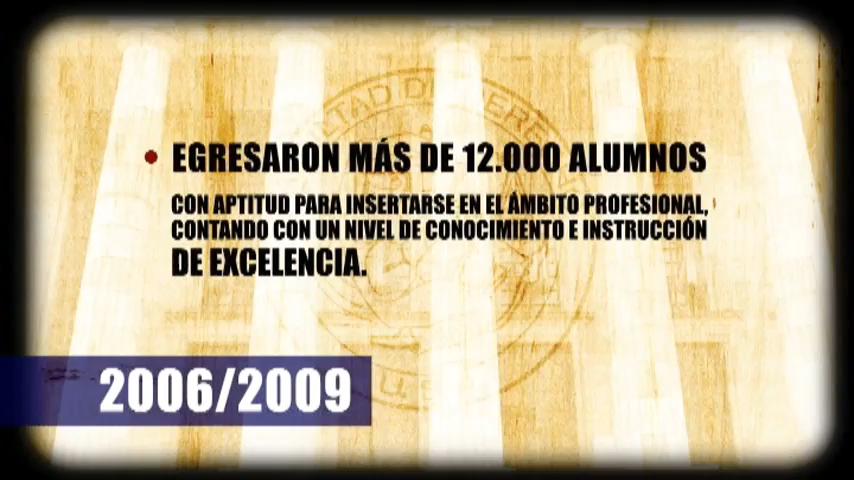 • EGRESARON MÁS DE 12.000 ALUMNOS
CON APTITUD PARA INSERTARSE EN EL ÁMBITO PROFESIONAL,
CONTANDO CON UN NIVEL DE CONOCIMIENTO E INSTRUCCIÓN
DE EXCELENCIA.
2006/2009